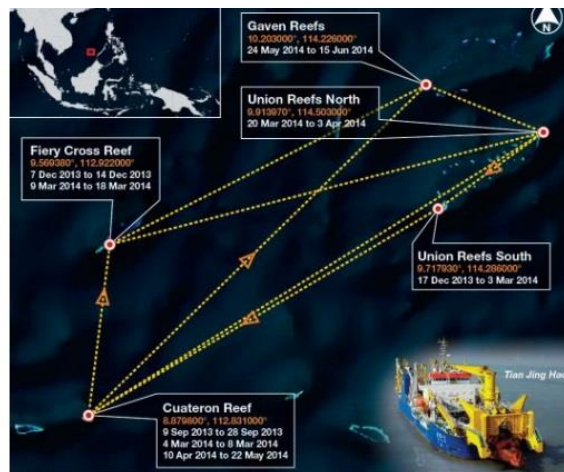 N
Gaven Reefs
10.203000°, 114.226000°
24 May 2014 to 15 Jun 2014
Union Reefs North
9.913970°, 114.503000°
20 Mar 2014 to 3 Apr 2014
Fiery Cross Reef
9.569380°, 112.922000°
7 Dec 2013 to 14 Dec 2013
9 Mar 2014 to 18 Mar 2014
Union Reefs South
9.717930°, 114.286000°
17 Dec 2013 to 3 Mar 2014
Tian Jing Hao
Cuateron Reef
8.879800°, 112.831000°
9 Sep 2013 to 28 Sep 2013
4 Mar 2014 to 8 Mar 2014
10 Apr 2014 to 22 May 2014